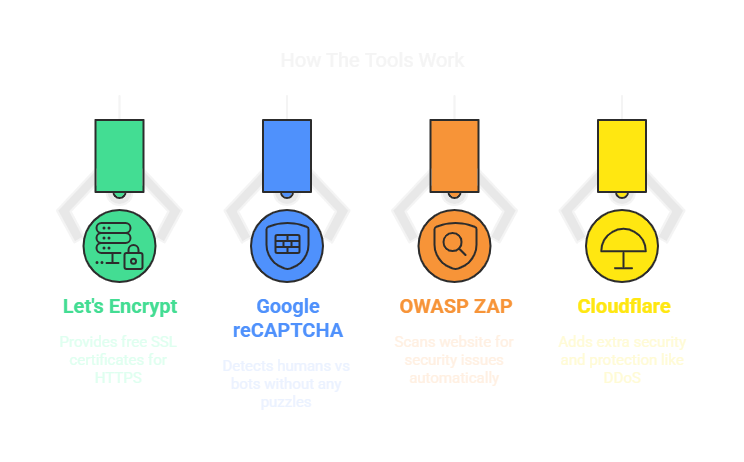 How The Tools Work
Let's Encrypt
Provides free SSL
certificates for
HTTPS
Google
reCAPTCHA
Detects humans vs
bots without any
puzzles
OWASP ZAP
Scans website for
security issues
automatically
Cloudflare
Adds extra security
and protection like
DDoS